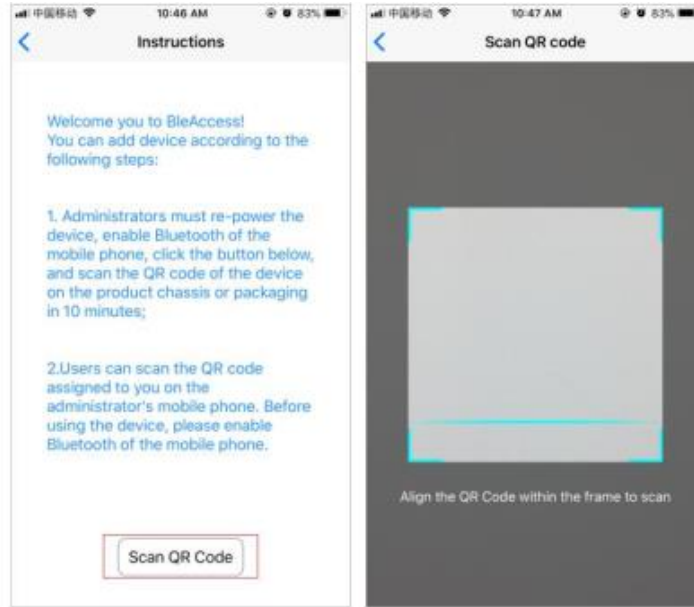 中国移动 10:46 AM 83%
Instructions
Welcome you to BleAccess!
You can add device according to the
following steps:
1. Administrators must re-power the
device, enable Bluetooth of the
mobile phone, click the button below,
and scan the QR code of the device
on the product chassis or packaging
in 10 minutes;
2.Users can scan the QR code
assigned to you on the
administrator's mobile phone. Before
using the device, please enable
Bluetooth of the mobile phone.
Scan QR Code
中国移动 10:47 AM 83%
Scan QR code
Align the QR Code within the frame to scan